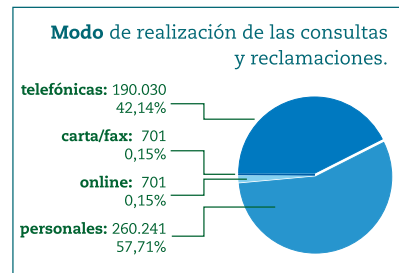 Modo de realización de las consultas
y reclamaciones.
telefónicas: 190.030
42,14%
carta/fax: 701
0,15%
online: 701
0,15%
personales: 260.241
57,71%